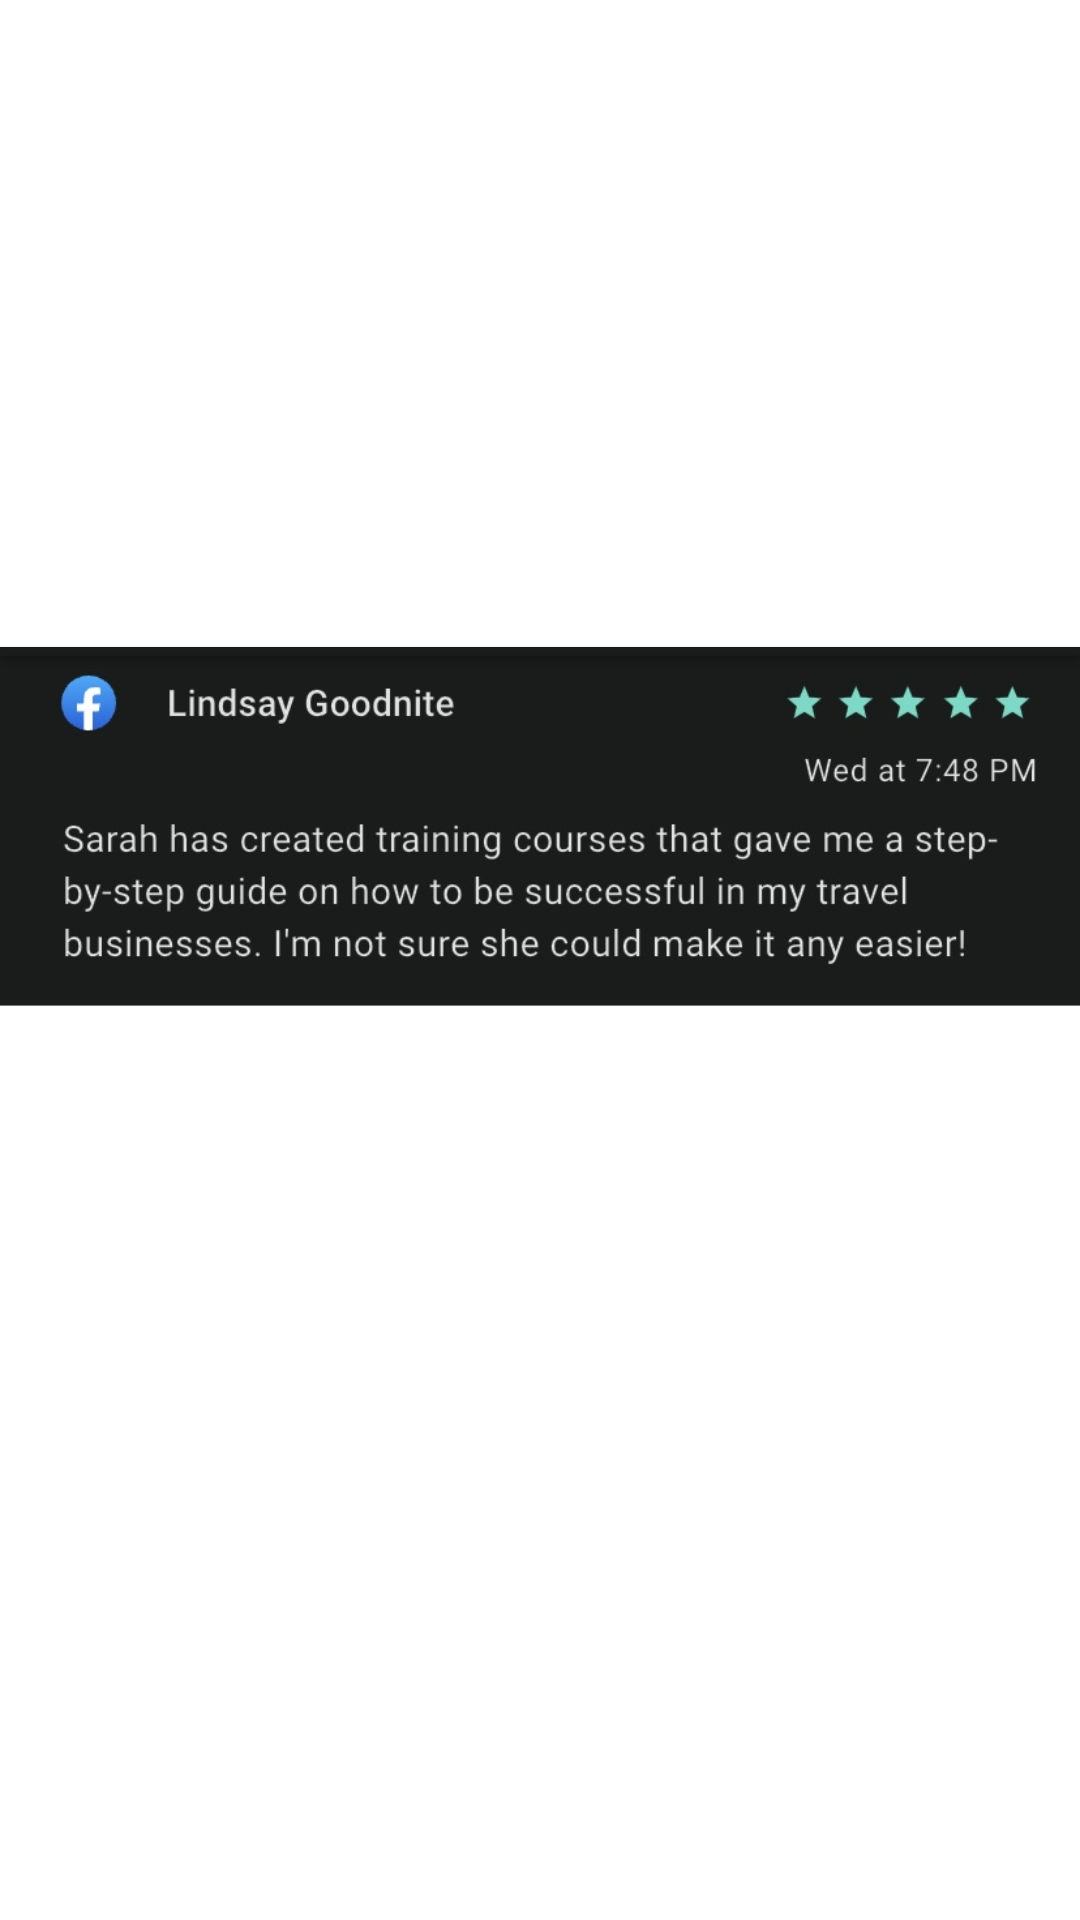 Lindsay Goodnite
Wed at 7:48 PM
Sarah has created training courses that gave me a step-
by-step guide on how to be successful in my travel
businesses. I'm not sure she could make it any easier!